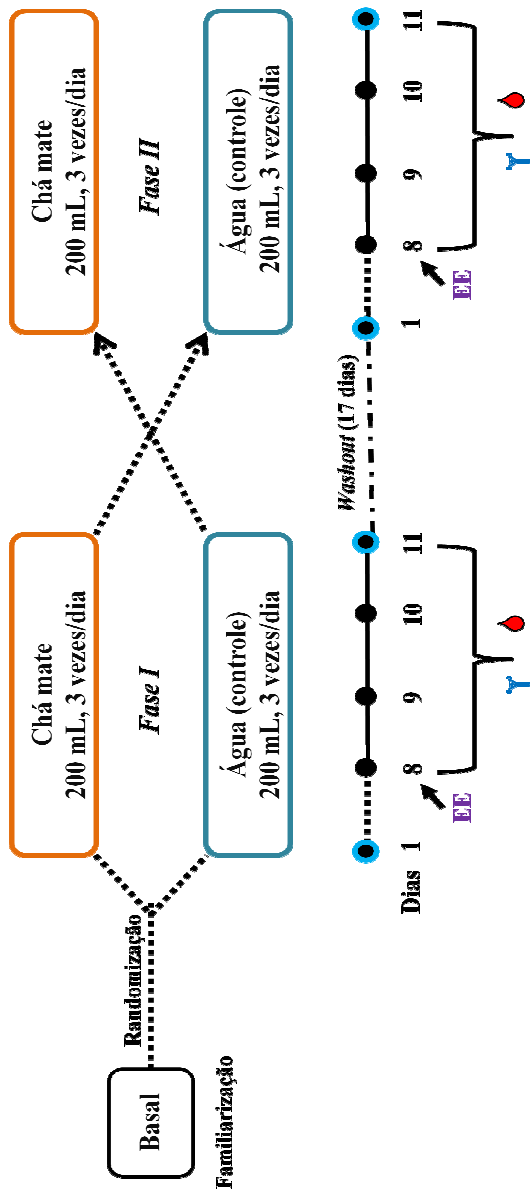 Basal
Familiarização
Randomização
Chá mate
200 mL, 3 vezes/dia
Fase I
Água (controle)
200 mL, 3 vezes/dia
Chá mate
200 mL, 3 vezes/dia
Fase II
Água (controle)
200 mL, 3 vezes/dia
Washout (17 dias)
Dias 1 8 9 10 11 1 8 9 10 11
EE
EE